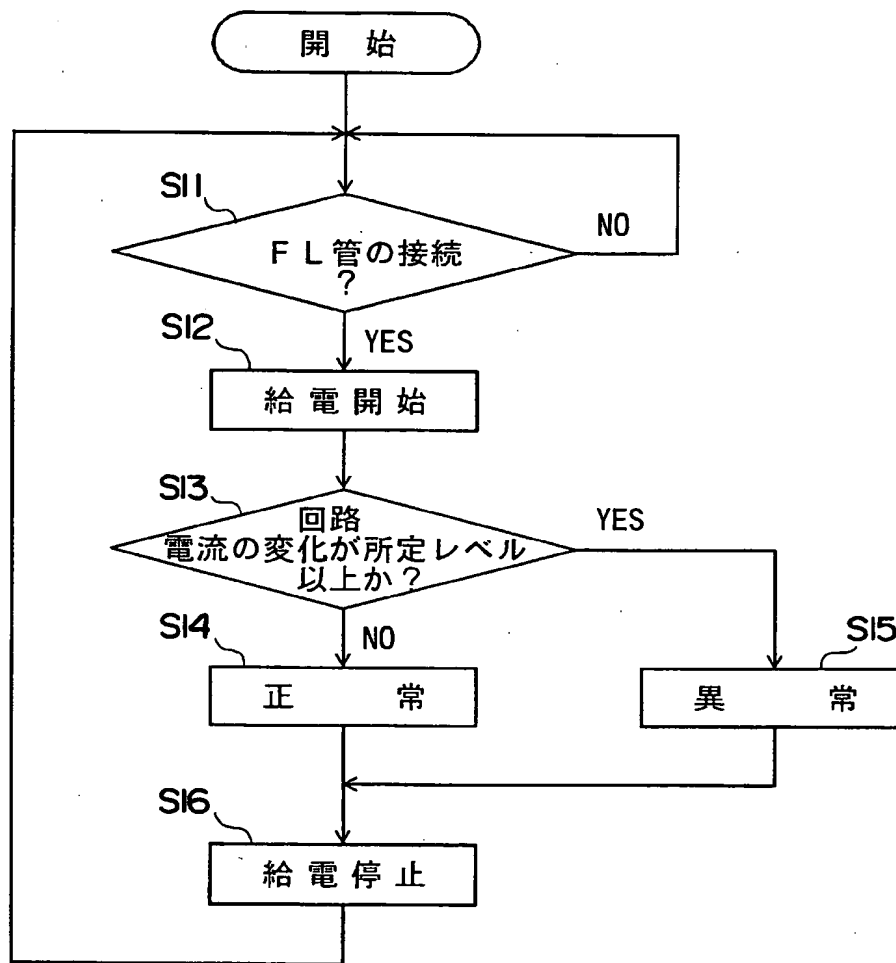 開始
S11
FL管の接続
?
NO
YES
S12
給電開始
S13
回路
電流の変化が所定レベル
以上か?
YES
NO
S14
正常
S15
異常
S16
給電停止